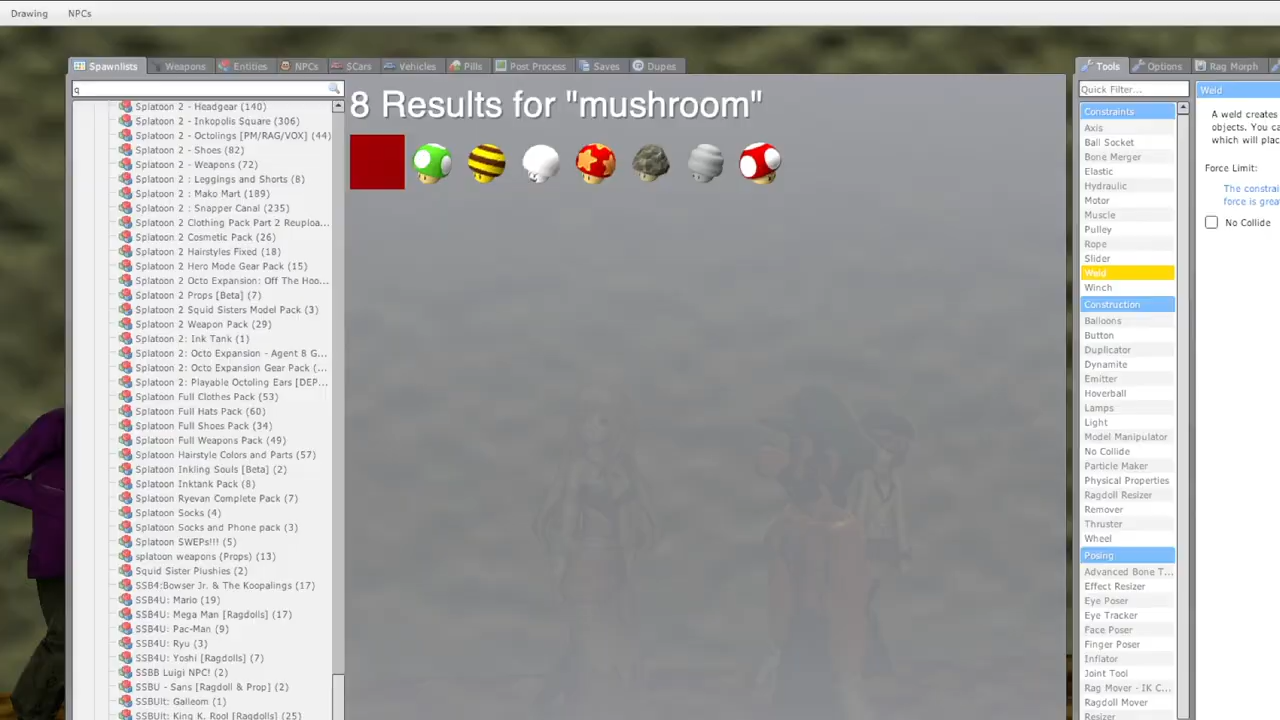 Drawing NPCs
Spawnlists Weapons Entities NPCs SCars Vehicles Pills Post Process Saves Dupes
q
8 Results for "mushroom"
Splatoon 2 - Headgear (140)
Splatoon 2 - Inkopolis Square (306)
Splatoon 2 - Octolings [PM/RAG/VOX] (44)
Splatoon 2 - Shoes (82)
Splatoon 2 - Weapons (72)
Splatoon 2 : Leggings and Shorts (8)
Splatoon 2 : Mako Mart (189)
Splatoon 2 : Snapper Canal (235)
Splatoon 2 Clothing Pack Part 2 Reuploa...
Splatoon 2 Cosmetic Pack (26)
Splatoon 2 Hairstyles Fixed (18)
Splatoon 2 Hero Mode Gear Pack (15)
Splatoon 2 Octo Expansion: Off The Hoo...
Splatoon 2 Props [Beta] (7)
Splatoon 2 Squid Sisters Model Pack (3)
Splatoon 2 Weapon Pack (29)
Splatoon 2: Ink Tank (1)
Splatoon 2: Octo Expansion - Agent 8 G...
Splatoon 2: Octo Expansion Gear Pack (...
Splatoon 2: Playable Octoling Ears [DEP...
Splatoon Full Clothes Pack (53)
Splatoon Full Hats Pack (60)
Splatoon Full Shoes Pack (34)
Splatoon Full Weapons Pack (49)
Splatoon Hairstyle Colors and Parts (57)
Splatoon Inkling Souls [Beta] (2)
Splatoon Inktank Pack (8)
Splatoon Ryevan Complete Pack (7)
Splatoon Socks (4)
Splatoon Socks and Phone pack (3)
Splatoon SWEPs!!! (5)
splatoon weapons (Props) (13)
Squid Sister Plushies (2)
SSB4:Bowser Jr. & The Koopalings (17)
SSB4U: Mario (19)
SSB4U: Mega Man [Ragdolls] (17)
SSB4U: Pac-Man (9)
SSB4U: Ryu (3)
SSB4U: Yoshi [Ragdolls] (7)
SSBB Luigi NPC! (2)
SSBU - Sans [Ragdoll & Prop] (2)
SSBUlt: Galleom (1)
SSBUlt: King K. Rool [Ragdolls] (25)
Tools Options Rag Morph
Quick Filter...
Constraints
Axis
Ball Socket
Bone Merger
Elastic
Hydraulic
Motor
Muscle
Pulley
Rope
Slider
Weld
Winch
Construction
Balloons
Button
Duplicator
Dynamite
Emitter
Hoverball
Lamps
Light
Model Manipulator
No Collide
Particle Maker
Physical Properties
Ragdoll Resizer
Remover
Thruster
Wheel
Posing
Advanced Bone T...
Effect Resizer
Eye Poser
Eye Tracker
Face Poser
Finger Poser
Inflator
Joint Tool
Rag Mover - IK C...
Ragdoll Mover
Resizer
Weld
A weld creates
objects. You ca
which will plac
Force Limit:
The constrai
force is grea
No Collide